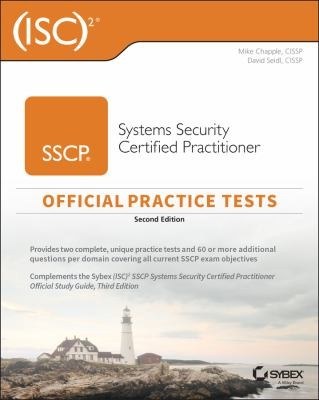 (ISC)²®
Mike Chapple, CISSP
David Seidl, CISSP
SSCP®
Systems Security
Certified Practitioner
OFFICIAL PRACTICE TESTS
Second Edition
Provides two complete, unique practice tests and 60 or more additional
questions per domain covering all current SSCP exam objectives
Complements the Sybex (ISC)² SSCP Systems Security Certified Practitioner
Official Study Guide, Third Edition
SYBEX
A Wiley Brand